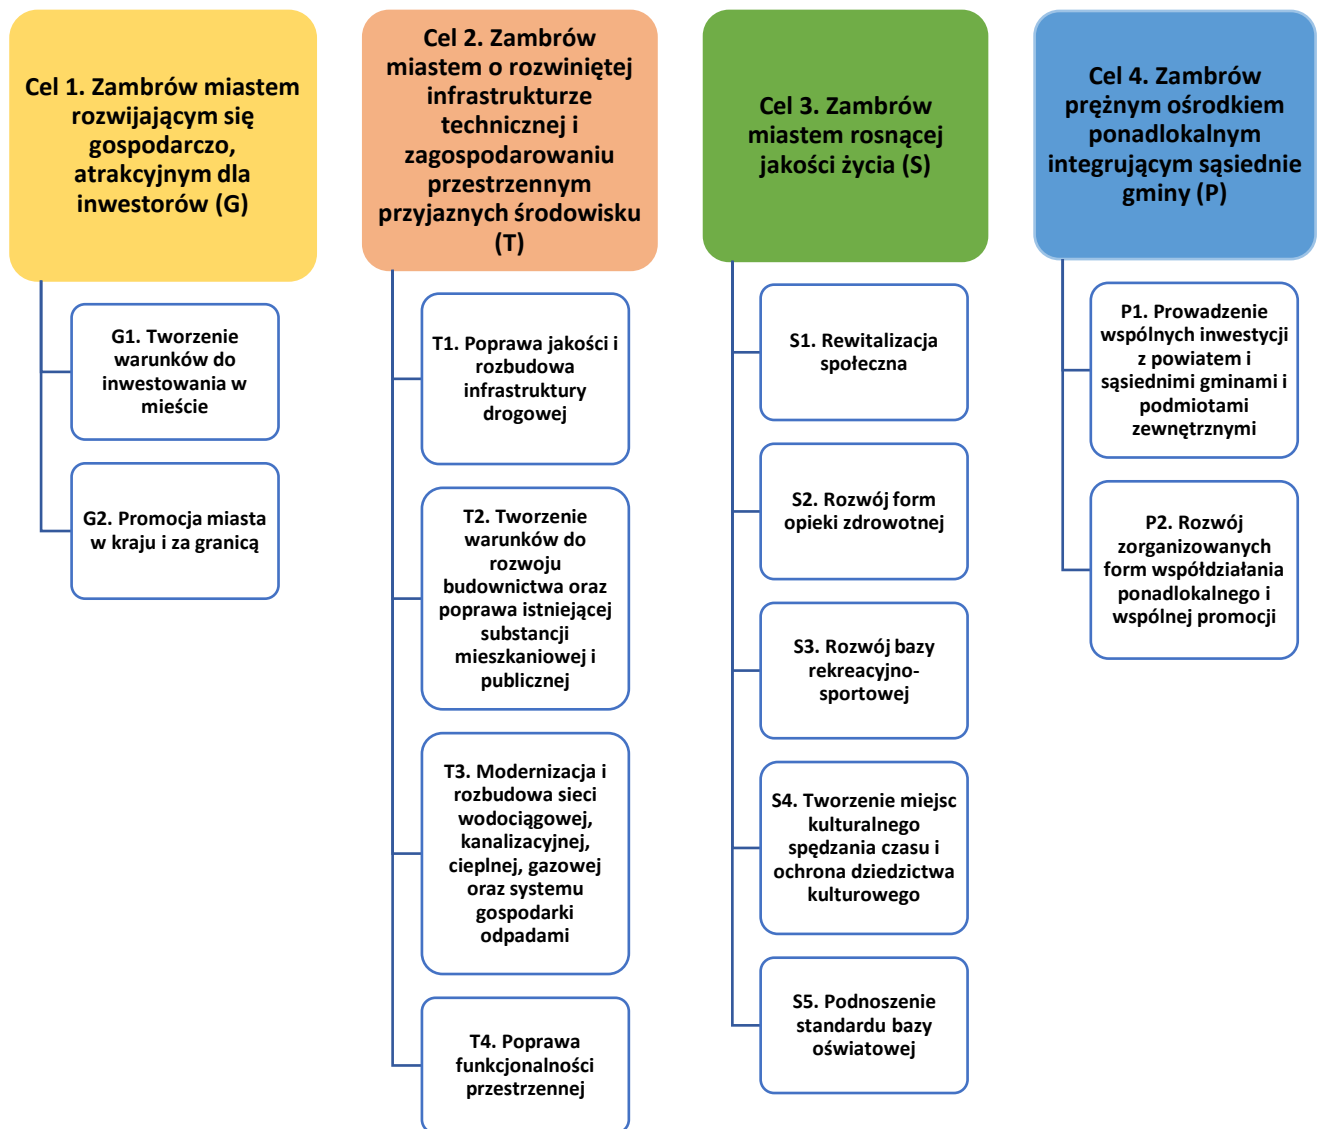 Cel 1. Zambrów miastem
rozwijającym się
gospodarczo,
atrakcyjnym dla
inwestorów (G)
G1. Tworzenie
warunków do
inwestowania w
mieście
G2. Promocja miasta
w kraju i za granicą
Cel 2. Zambrów
miastem o rozwiniętej
infrastrukturze
technicznej i
zagospodarowaniu
przestrzennym
przyjaznych środowisku
(T)
T1. Poprawa jakości i
rozbudowa
infrastruktury
drogowej
T2. Tworzenie
warunków do
rozwoju
budownictwa oraz
poprawa istniejącej
substancji
mieszkaniowej i
publicznej
T3. Modernizacja i
rozbudowa sieci
wodociągowej,
kanalizacyjnej,
cieplnej, gazowej
oraz systemu
gospodarki
odpadami
T4. Poprawa
funkcjonalności
przestrzennej
Cel 3. Zambrów
miastem rosnącej
jakości życia (S)
S1. Rewitalizacja
społeczna
S2. Rozwój form
opieki zdrowotnej
S3. Rozwój bazy
rekreacyjno-
sportowej
S4. Tworzenie miejsc
kulturalnego
spędzania czasu i
ochrona dziedzictwa
kulturowego
S5. Podnoszenie
standardu bazy
oświatowej
Cel 4. Zambrów
prężnym ośrodkiem
ponadlokalnym
integrującym sąsiednie
gminy (P)
P1. Prowadzenie
wspólnych inwestycji
z powiatem i
sąsiednimi gminami i
podmiotami
zewnętrznymi
P2. Rozwój
zorganizowanych
form współdziałania
ponadlokalnego i
wspólnej promocji